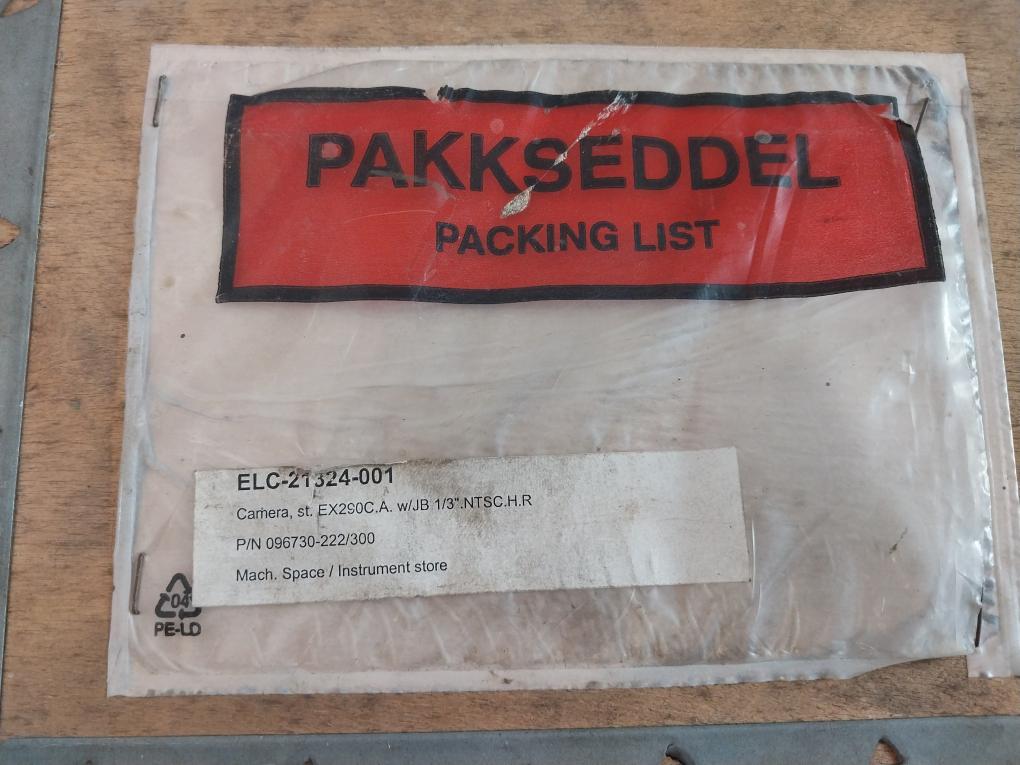 PAKKSEDDEL
PACKING LIST
ELC-21324-001
Camera, st. EX290C.A. w/JB 1/3".NTSC.H.R
P/N 096730-222/300
Mach. Space / Instrument store
04
PE-LD